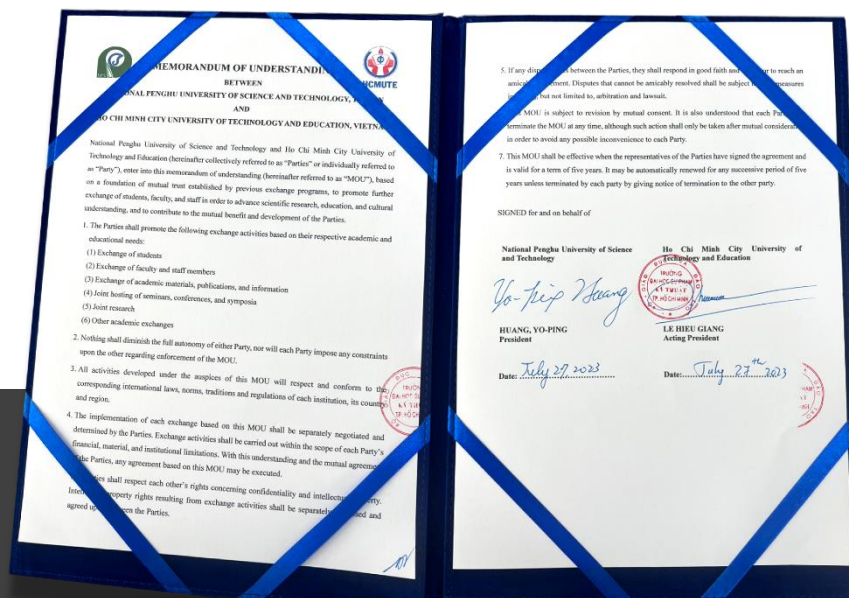 MEMORANDUM OF UNDERSTANDING
HCMUTE
BETWEEN
PENGHU UNIVERSITY OF SCIENCE AND TECHNOLOGY,
AND
HO CHI MINH CITY UNIVERSITY OF TECHNOLOGY AND EDUCATION, VIETNAM
National Penghu University of Science and Technology and Ho Chi Minh City University of
Technology and Education (hereinafter collectively referred to as “Parties” or individually referred to
as “Party”), enter into this memorandum of understanding (hereinafter referred to as “MOU”), based
on a foundation of mutual trust established by previous exchange programs, to promote further
exchange of students, faculty, and staff in order to advance scientific research, education, and cultural
understanding, and to contribute to the mutual benefit and development of the Parties.
1. The Parties shall promote the following exchange activities based on their respective academic and
educational needs:
(1) Exchange of students
(2) Exchange of faculty and staff members
(3) Exchange of academic materials, publications, and information
(4) Joint hosting of seminars, conferences, and symposia
(5) Joint research
(6) Other academic exchanges
2. Nothing shall diminish the full autonomy of either Party, nor will each Party impose any constraints
upon the other regarding enforcement of the MOU.
3. All activities developed under the auspices of this MOU will respect and conform to the
corresponding international laws, norms, traditions and regulations of each institution, its country
and region.
4. The implementation of each exchange based on this MOU shall be separately negotiated and
determined by the Parties. Exchange activities shall be carried out within the scope of each Party’s
financial, material, and institutional limitations. With this understanding and the mutual agreement
the Parties, any agreement based on this MOU may be executed.
shall respect each other’s rights concerning confidentiality and intellectual
property rights resulting from exchange activities shall be separately and
agreed the Parties.
5. If any between the Parties, they shall respond in good faith and to reach an
Disputes that cannot be amicably resolved shall be subject measures
but not limited to, arbitration and lawsuit.
MOU is subject to revision by mutual consent. It is also understood that each
terminate the MOU at any time, although such action shall only be taken after mutual
in order to avoid any possible inconvenience to each Party.
7. This MOU shall be effective when the representatives of the Parties have signed the agreement and
is valid for a term of five years. It may be automatically renewed for any successive period of five
years unless terminated by each party by giving notice of termination to the other party.
SIGNED for and on behalf of
National Penghu University of Science
and Technology
Ho Chi Minh City University of
Technology and Education
Yo-Ping Huang
TRƯỜNG
ĐẠI HỌC SƯ PHẠM
KỸ THUẬT
TP. HỒ CHÍ MINH
HUANG, YO-PING
President
LE HIEU GIANG
Acting President
Date: July 27 2023
Date: July 27th 2023